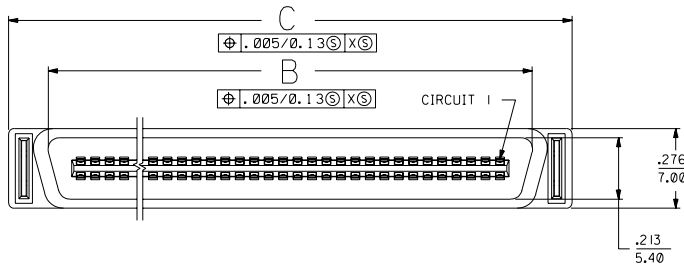 C
⌖ .005/0.13Ⓢ XⓈ
B
⌖ .005/0.13Ⓢ XⓈ
CIRCUIT 1
.276
7.00
.213
5.40